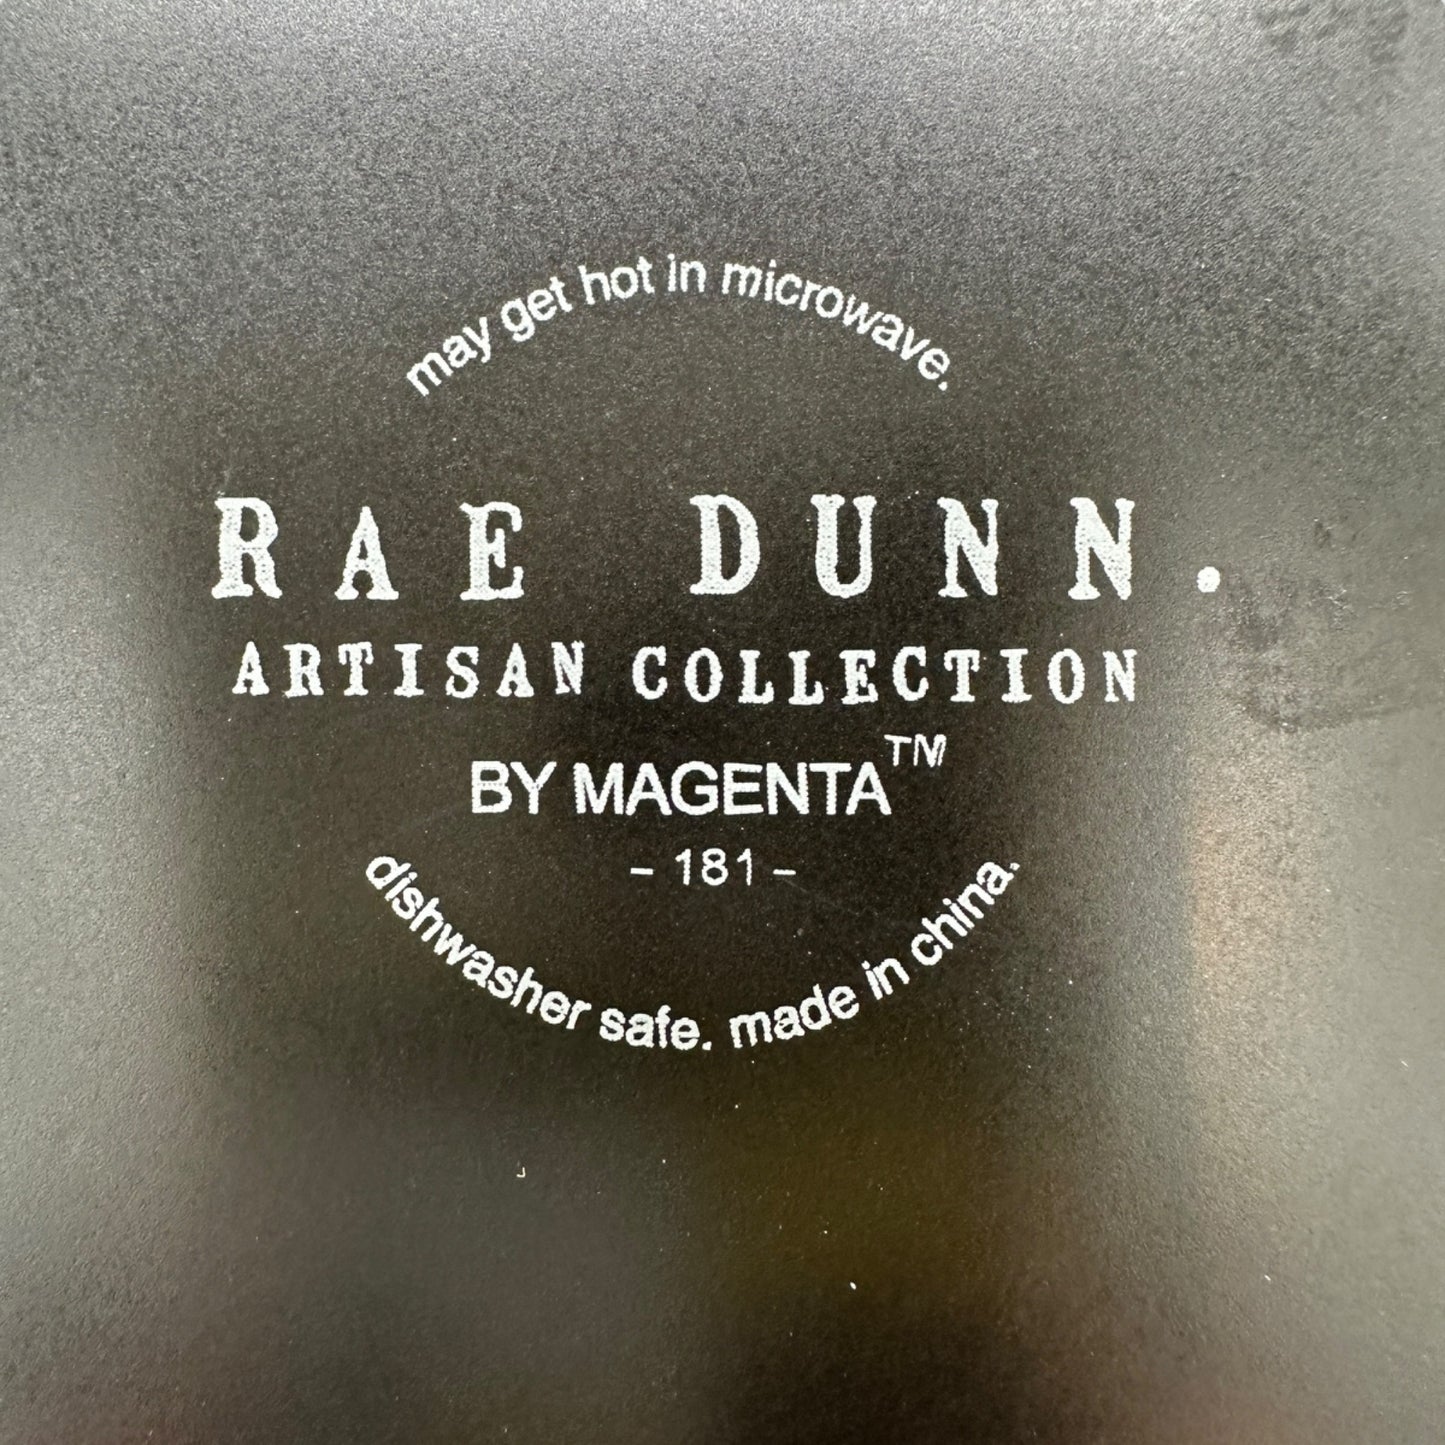 may get hot in microwave.
RAE DUNN.
ARTISAN COLLECTION
BY MAGENTA™
- 181 -
dishwasher safe. made in china.